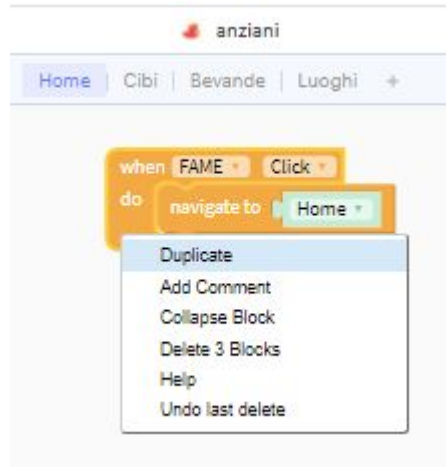 anziani
Home | Cibi | Bevande | Luoghi +
when FAME Click
do navigate to Home
Duplicate
Add Comment
Collapse Block
Delete 3 Blocks
Help
Undo last delete